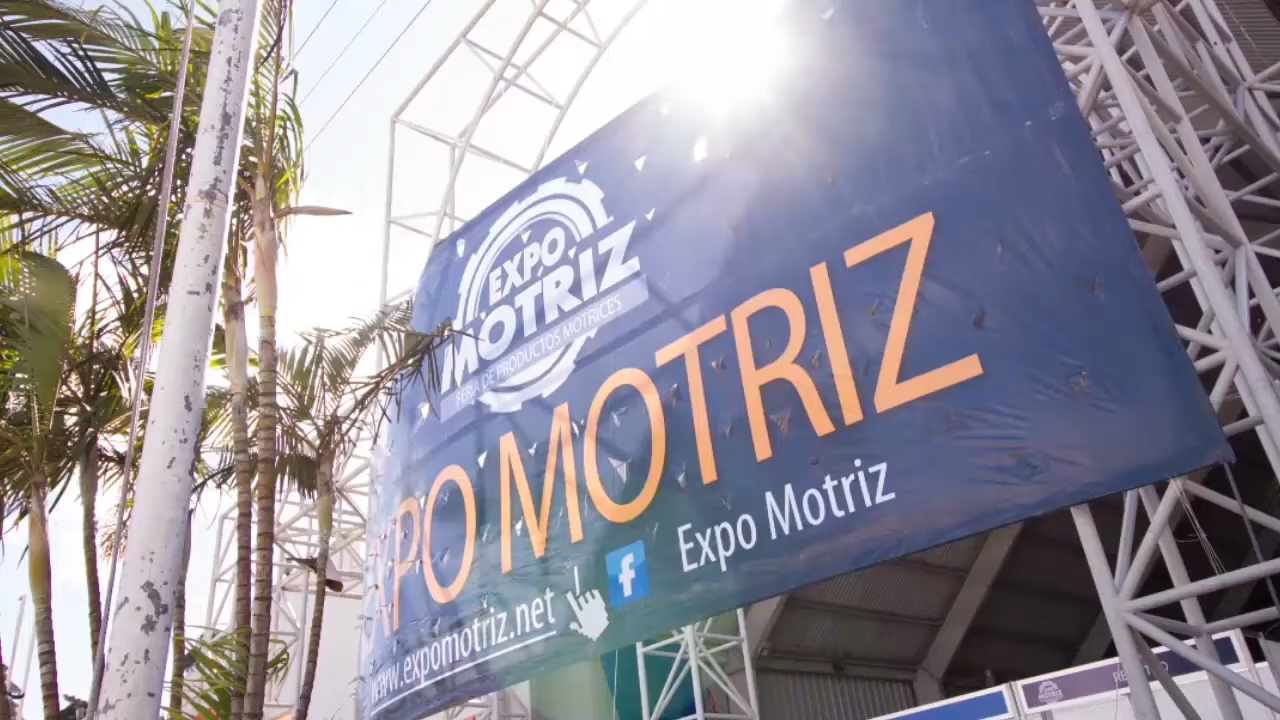 EXPO
MOTRIZ
FERIA DE PRODUCTOS MOTRICES
EXPO MOTRIZ
www.expomotriz.net
f
Expo Motriz